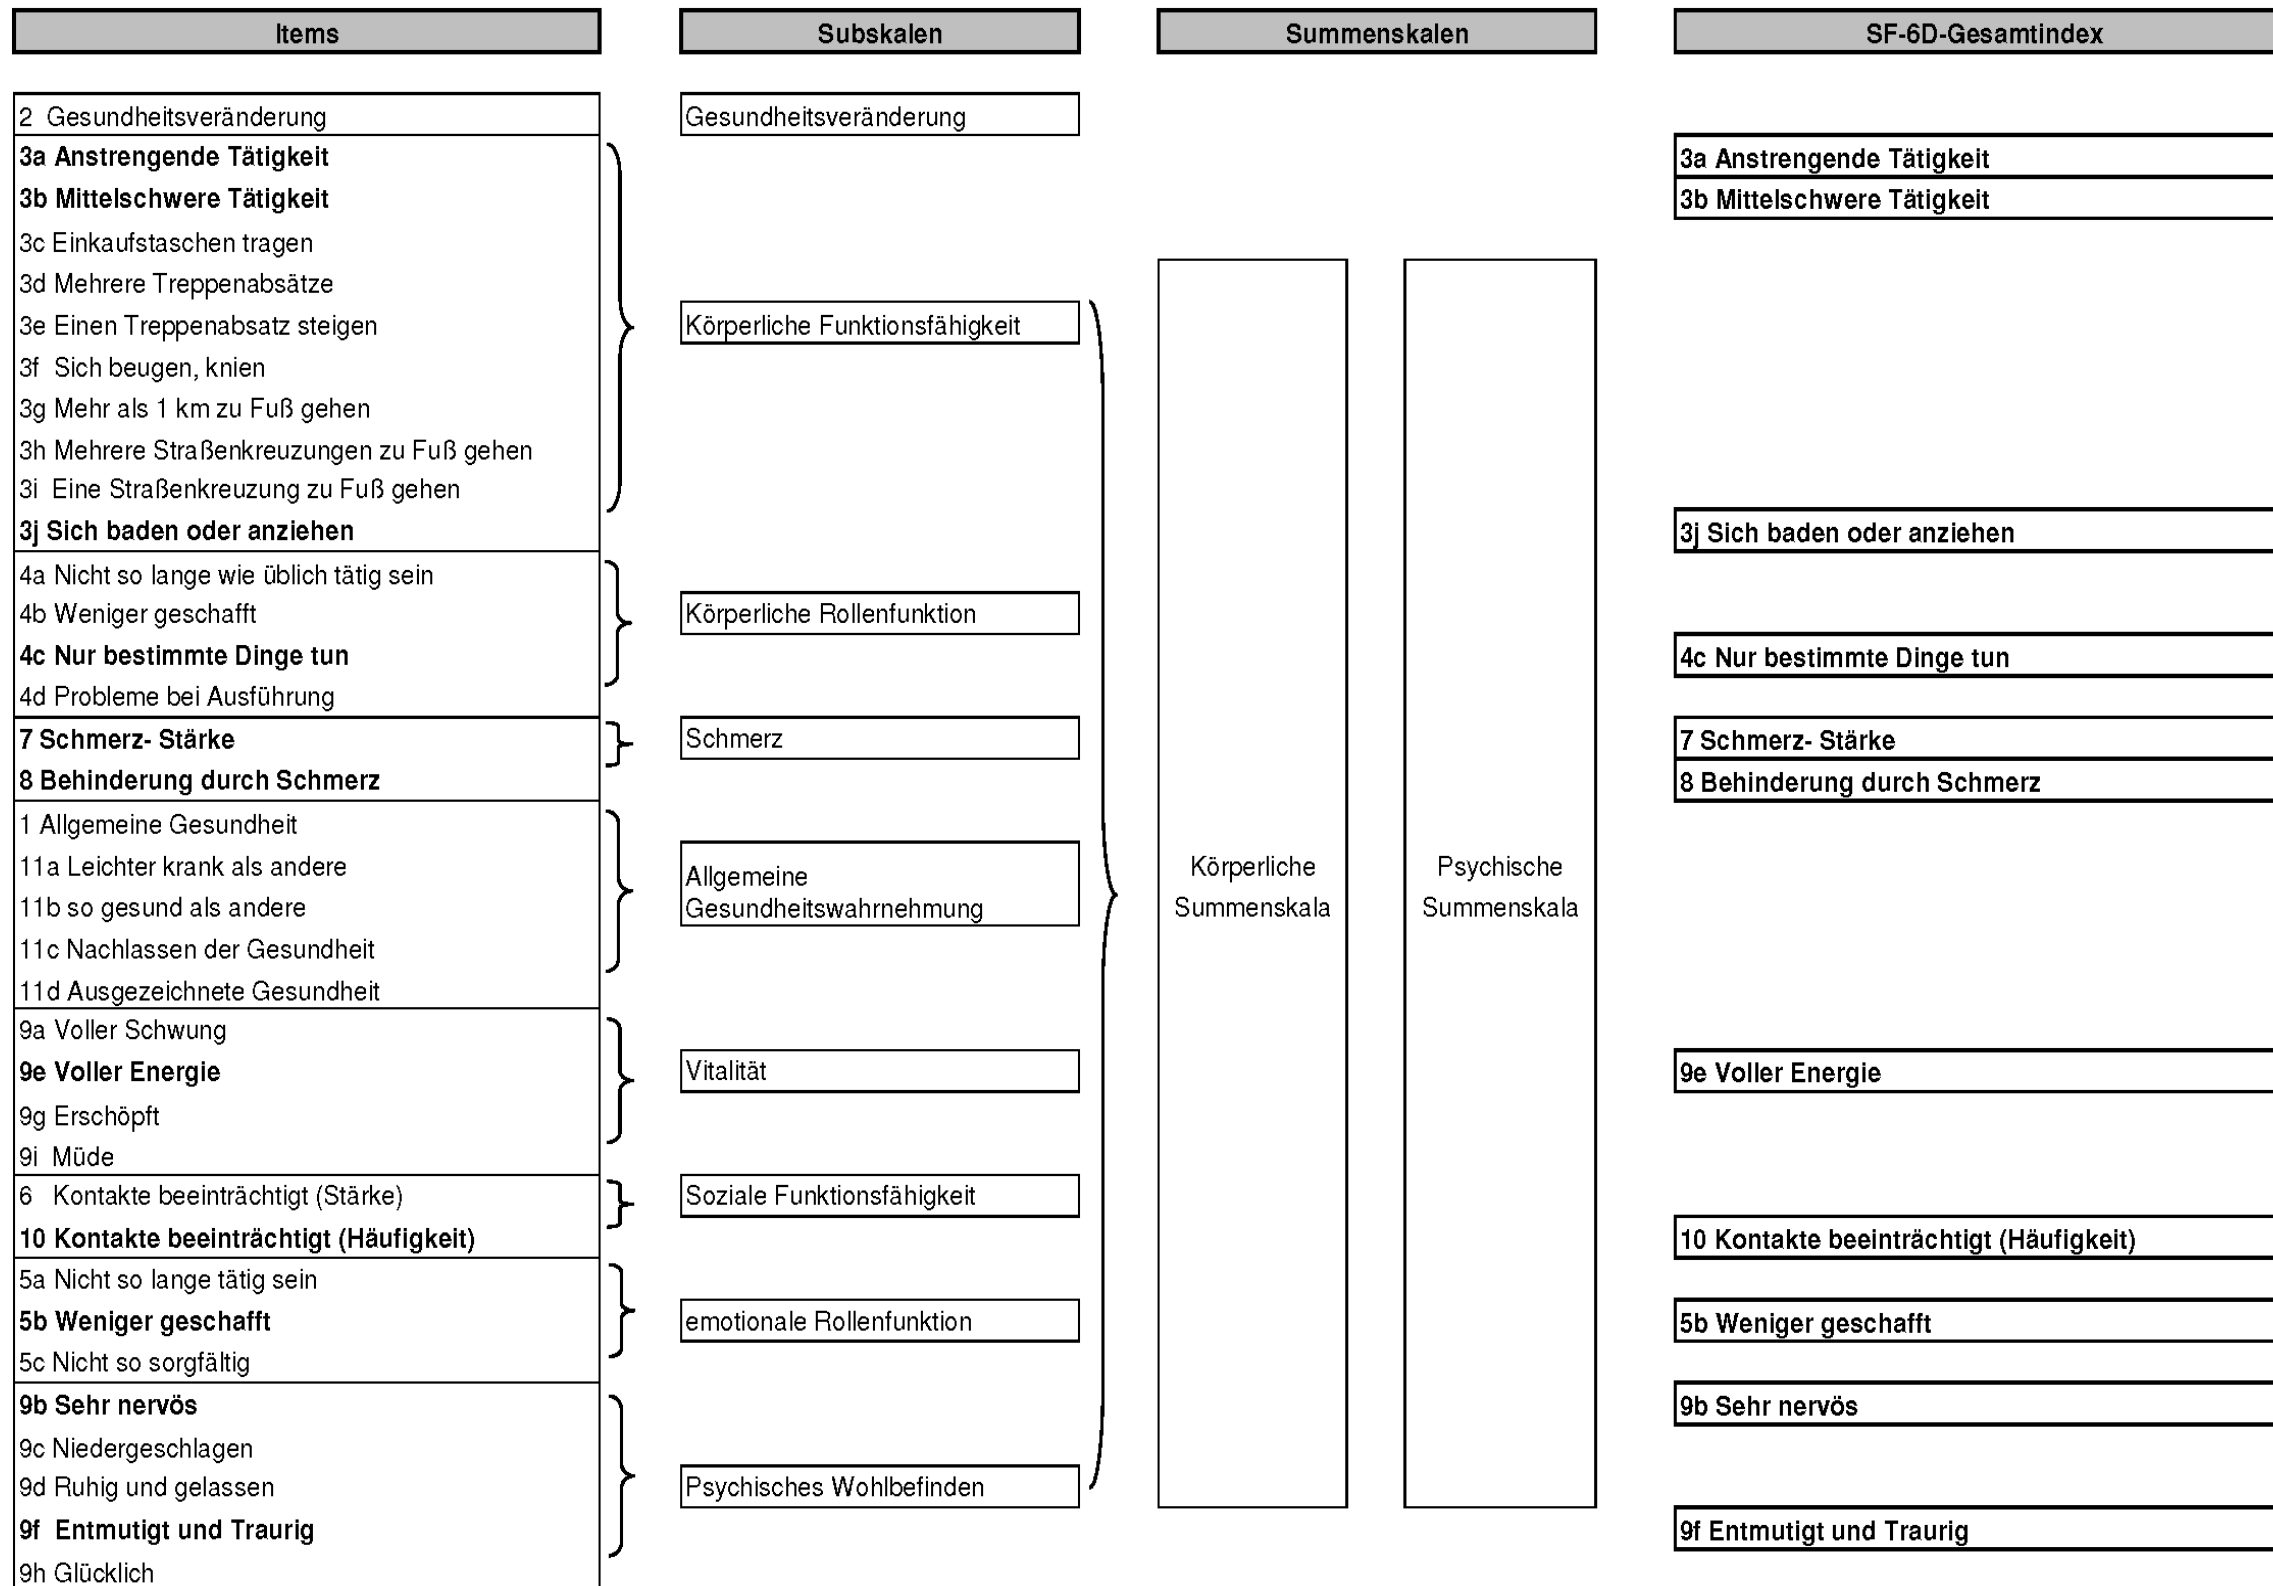 Items
Subskalen
Summenskalen
SF-6D-Gesamtindex
2 Gesundheitsveränderung
3a Anstrengende Tätigkeit
3b Mittelschwere Tätigkeit
3c Einkaufstaschen tragen
3d Mehrere Treppenabsätze
3e Einen Treppenabsatz steigen
3f Sich beugen, knien
3g Mehr als 1 km zu Fuß gehen
3h Mehrere Straßenkreuzungen zu Fuß gehen
3i Eine Straßenkreuzung zu Fuß gehen
3j Sich baden oder anziehen
4a Nicht so lange wie üblich tätig sein
4b Weniger geschafft
4c Nur bestimmte Dinge tun
4d Probleme bei Ausführung
7 Schmerz- Stärke
8 Behinderung durch Schmerz
1 Allgemeine Gesundheit
11a Leichter krank als andere
11b so gesund als andere
11c Nachlassen der Gesundheit
11d Ausgezeichnete Gesundheit
9a Voller Schwung
9e Voller Energie
9g Erschöpft
9i Müde
6 Kontakte beeinträchtigt (Stärke)
10 Kontakte beeinträchtigt (Häufigkeit)
5a Nicht so lange tätig sein
5b Weniger geschafft
5c Nicht so sorgfältig
9b Sehr nervös
9c Niedergeschlagen
9d Ruhig und gelassen
9f Entmutigt und Traurig
9h Glücklich
Gesundheitsveränderung
Körperliche Funktionsfähigkeit
Körperliche Rollenfunktion
Schmerz
Allgemeine
Gesundheitswahrnehmung
Vitalität
Soziale Funktionsfähigkeit
emotionale Rollenfunktion
Psychisches Wohlbefinden
Körperliche
Summenskala
Psychische
Summenskala
3a Anstrengende Tätigkeit
3b Mittelschwere Tätigkeit
3j Sich baden oder anziehen
4c Nur bestimmte Dinge tun
7 Schmerz- Stärke
8 Behinderung durch Schmerz
9e Voller Energie
10 Kontakte beeinträchtigt (Häufigkeit)
5b Weniger geschafft
9b Sehr nervös
9f Entmutigt und Traurig